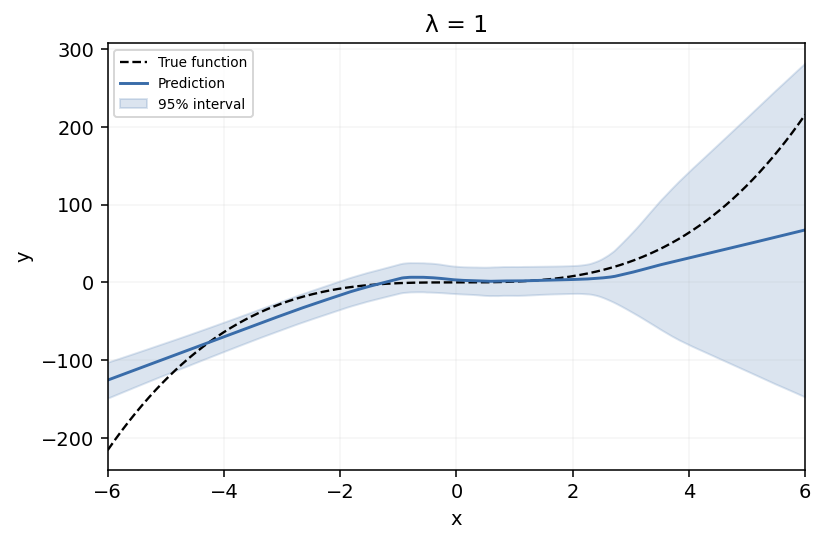 λ = 1
True function
Prediction
95% interval
300
200
100
0
−100
−200
y
−6
−4
−2
0
2
4
6
x